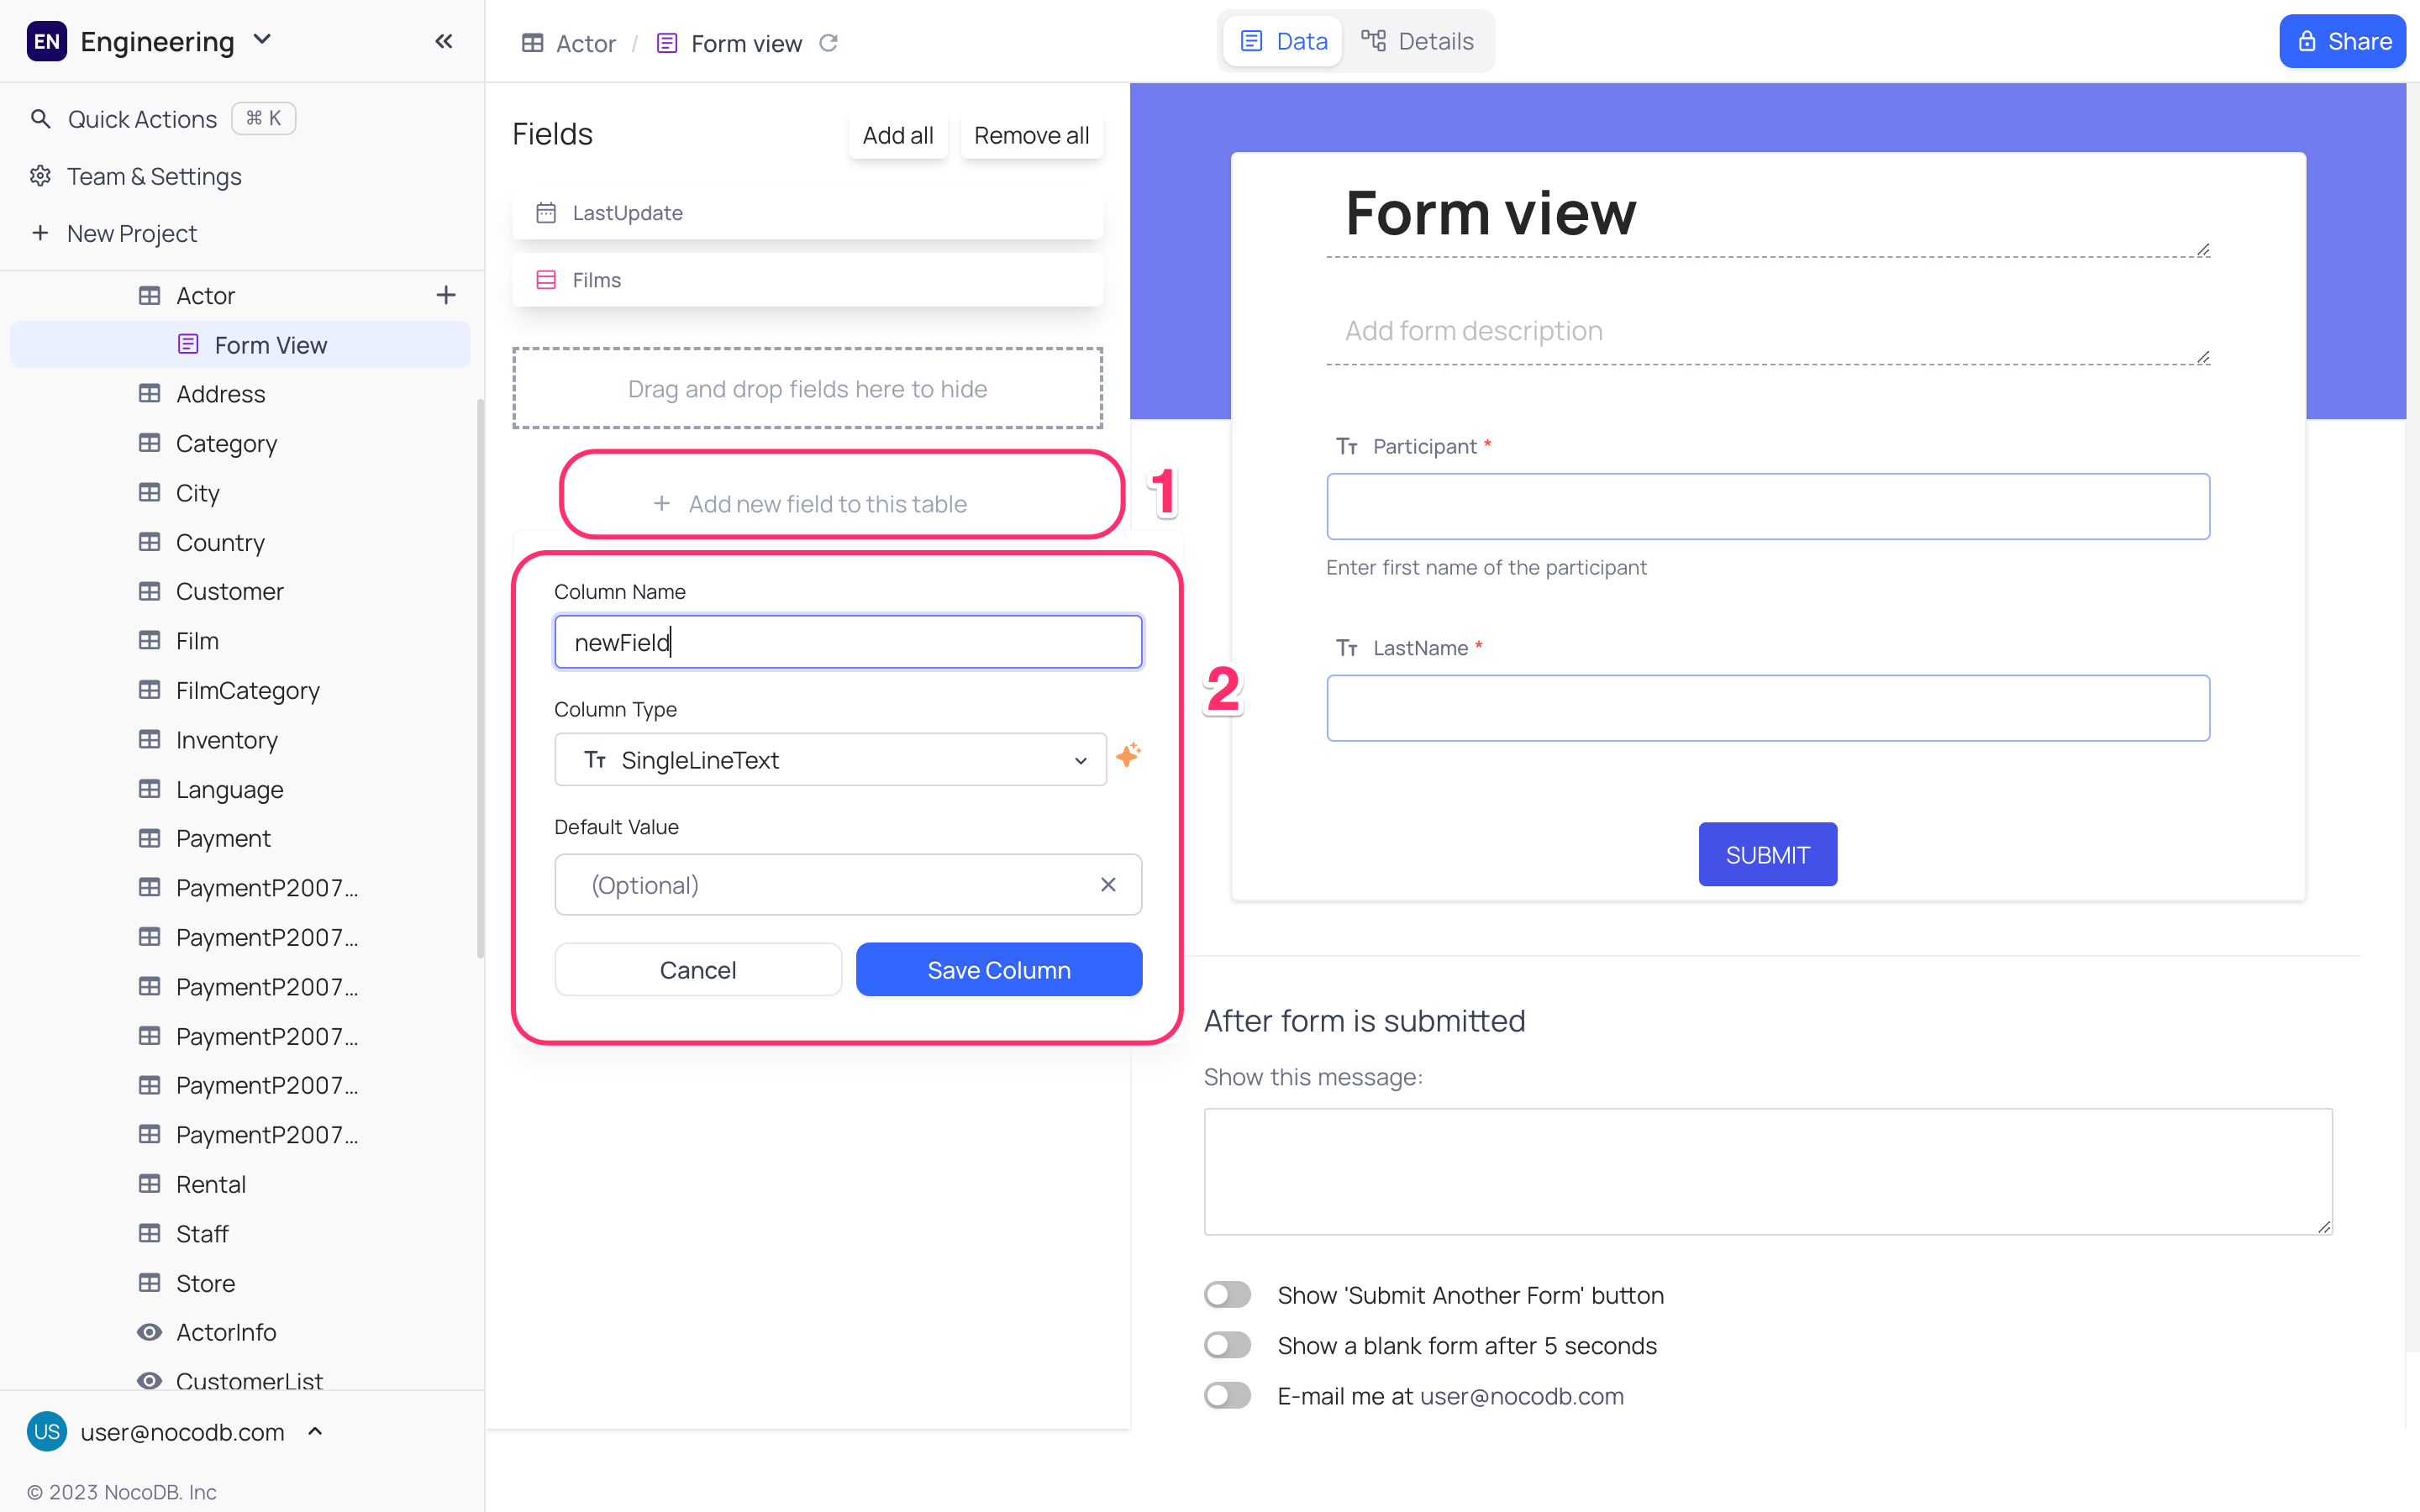 EN Engineering
Quick Actions ⌘ K
Team & Settings
New Project
Actor
Form View
Address
Category
City
Country
Customer
Film
FilmCategory
Inventory
Language
Payment
PaymentP2007...
PaymentP2007...
PaymentP2007...
PaymentP2007...
PaymentP2007...
PaymentP2007...
Rental
Staff
Store
ActorInfo
CustomerList
US user@nocodb.com
© 2023 NocoDB. Inc
Actor / Form view
Data Details
Share
Fields
Add all Remove all
LastUpdate
Films
Drag and drop fields here to hide
+ Add new field to this table
1
Column Name
newField
Column Type
SingleLineText
Default Value
(Optional)
Cancel Save Column
2
Form view
Add form description
Participant *
Enter first name of the participant
LastName *
SUBMIT
After form is submitted
Show this message:
Show 'Submit Another Form' button
Show a blank form after 5 seconds
E-mail me at user@nocodb.com